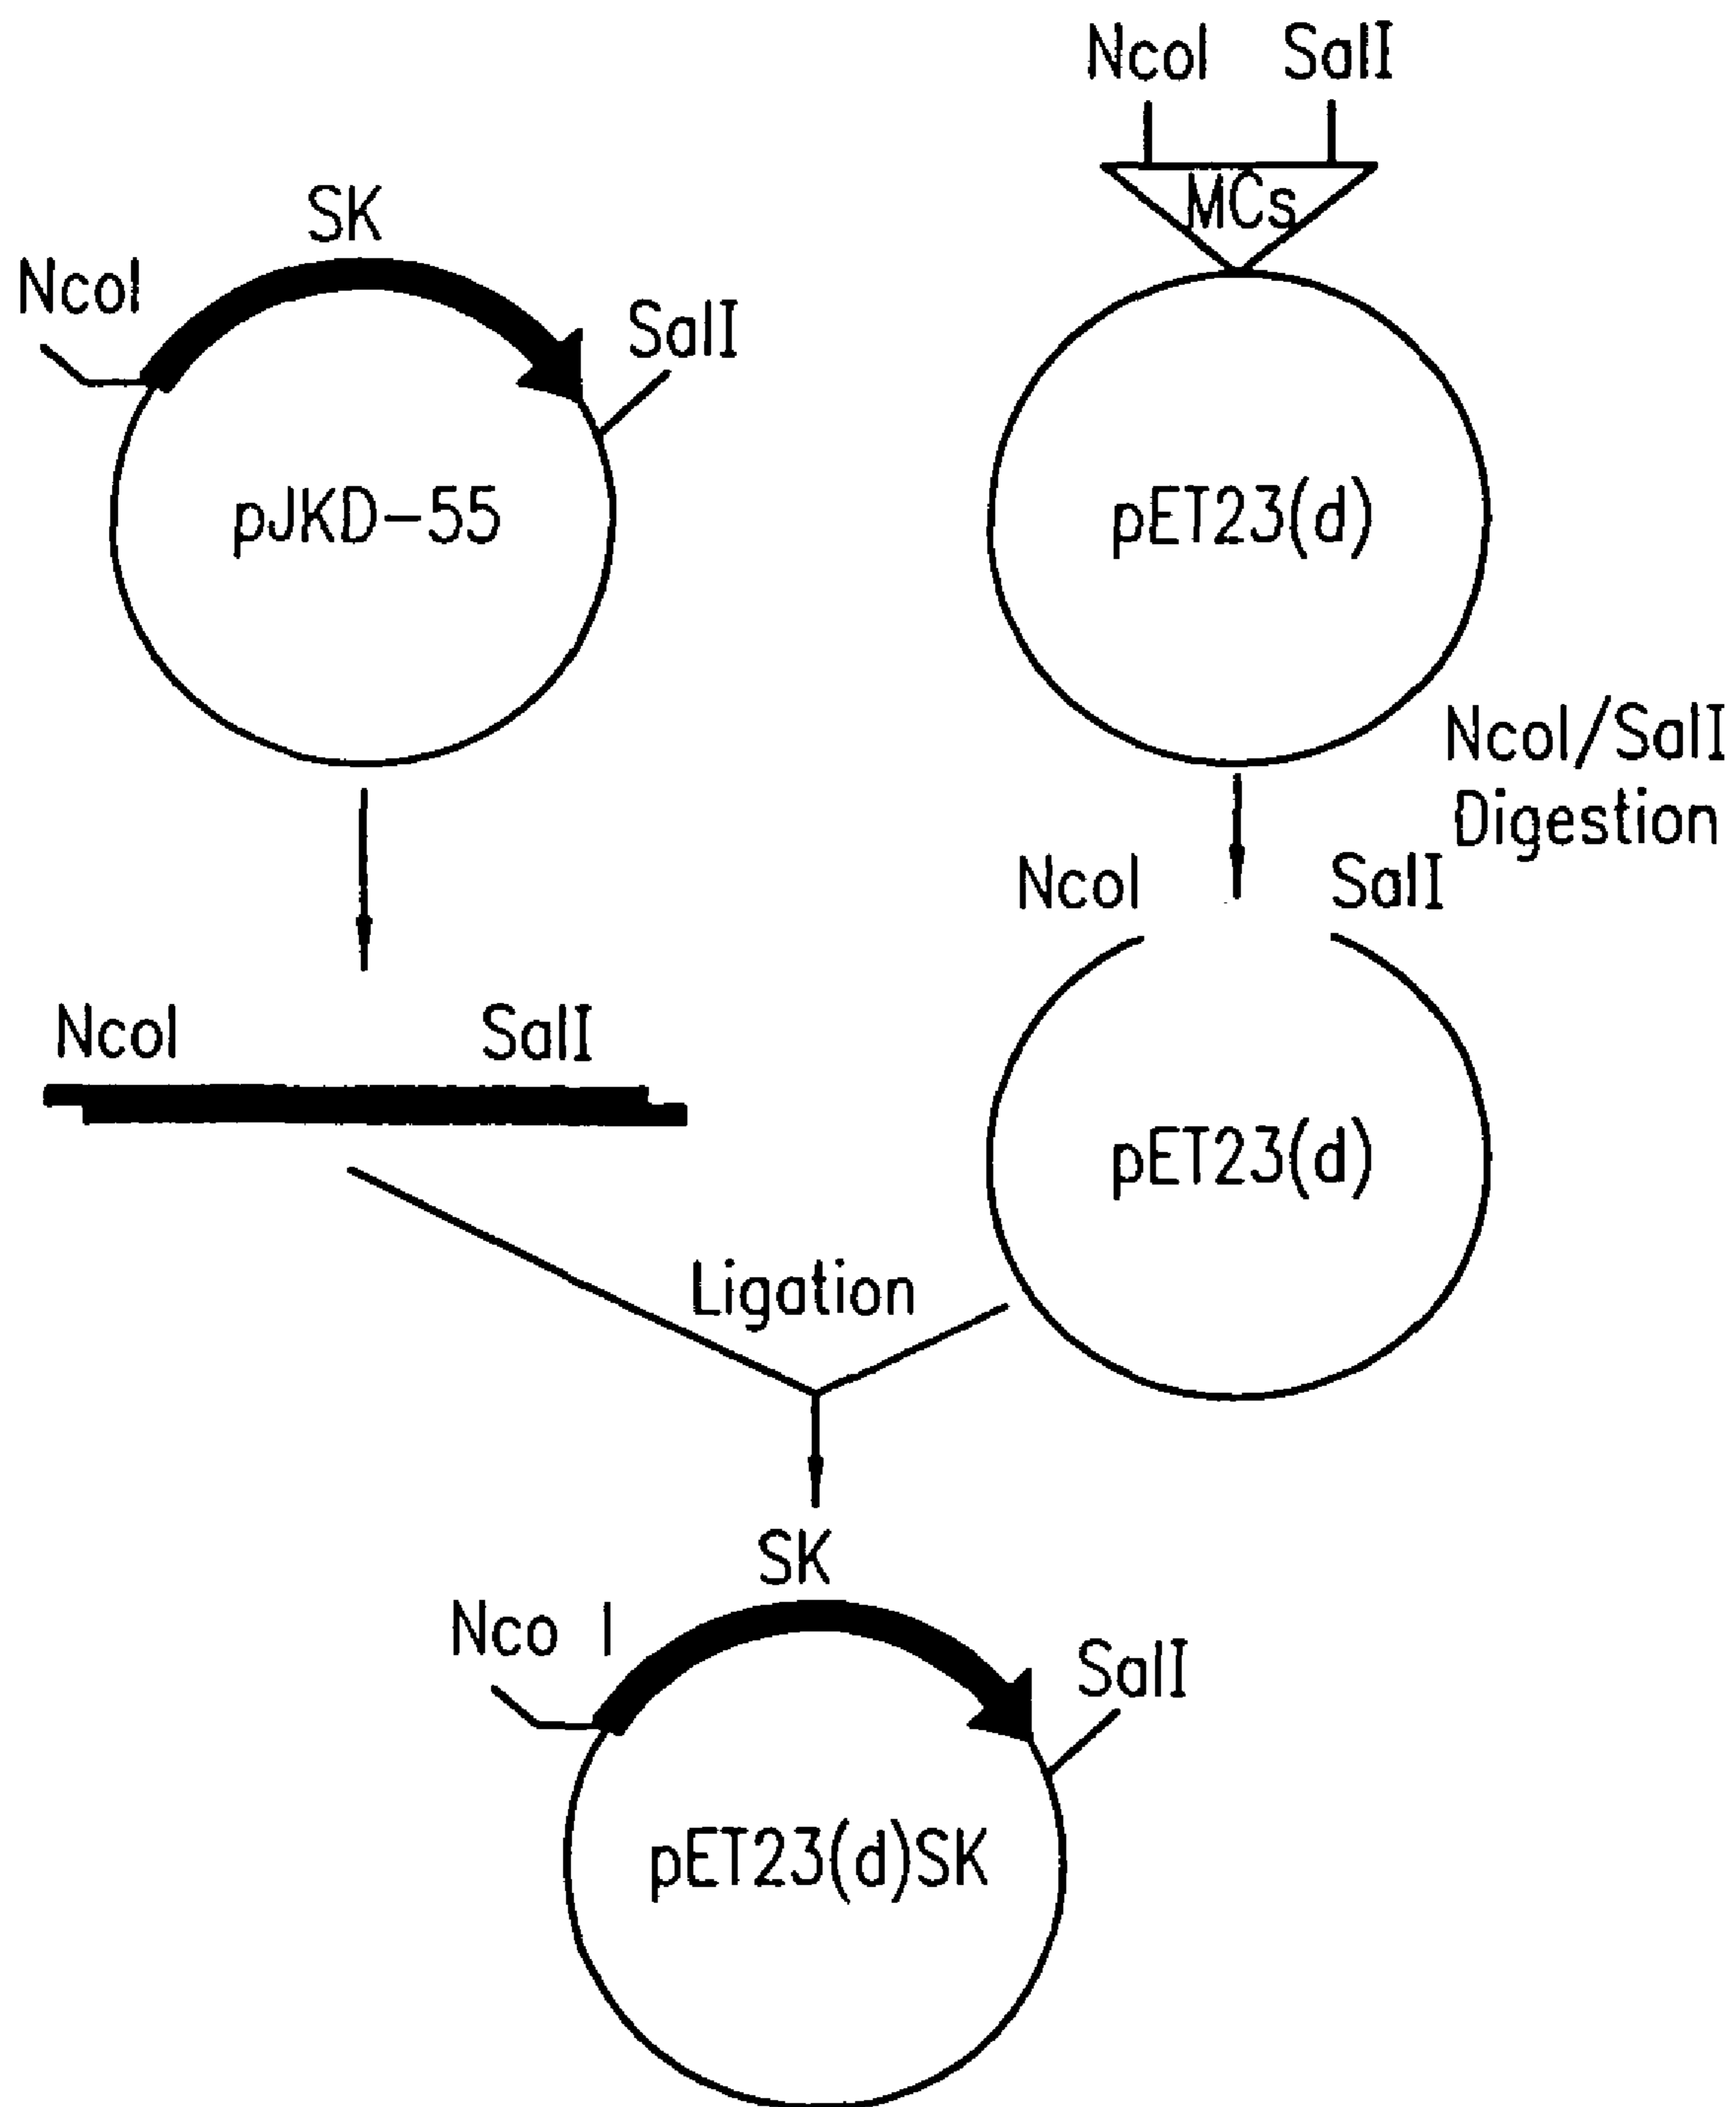 NcoI SalI
MCs
SK
NcoI
SalI
pJKD-55
pET23(d)
NcoI/SalI
Digestion
NcoI SalI
NcoI SalI
pET23(d)
Ligation
SK
Nco I
SalI
pET23(d)SK